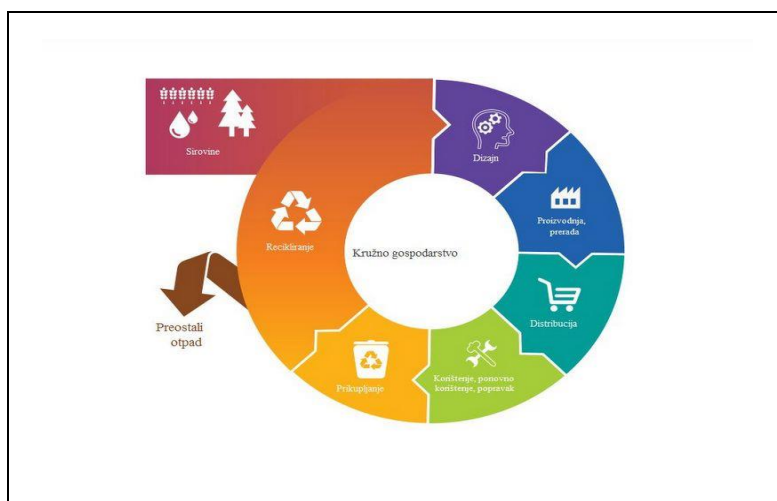 Sirovine
Dizajn
Proizvodnja,
prerada
Distribucija
Korištenje, ponovno
korištenje, popravak
Prikupljanje
Recikliranje
Preostali
otpad
Kružno gospodarstvo